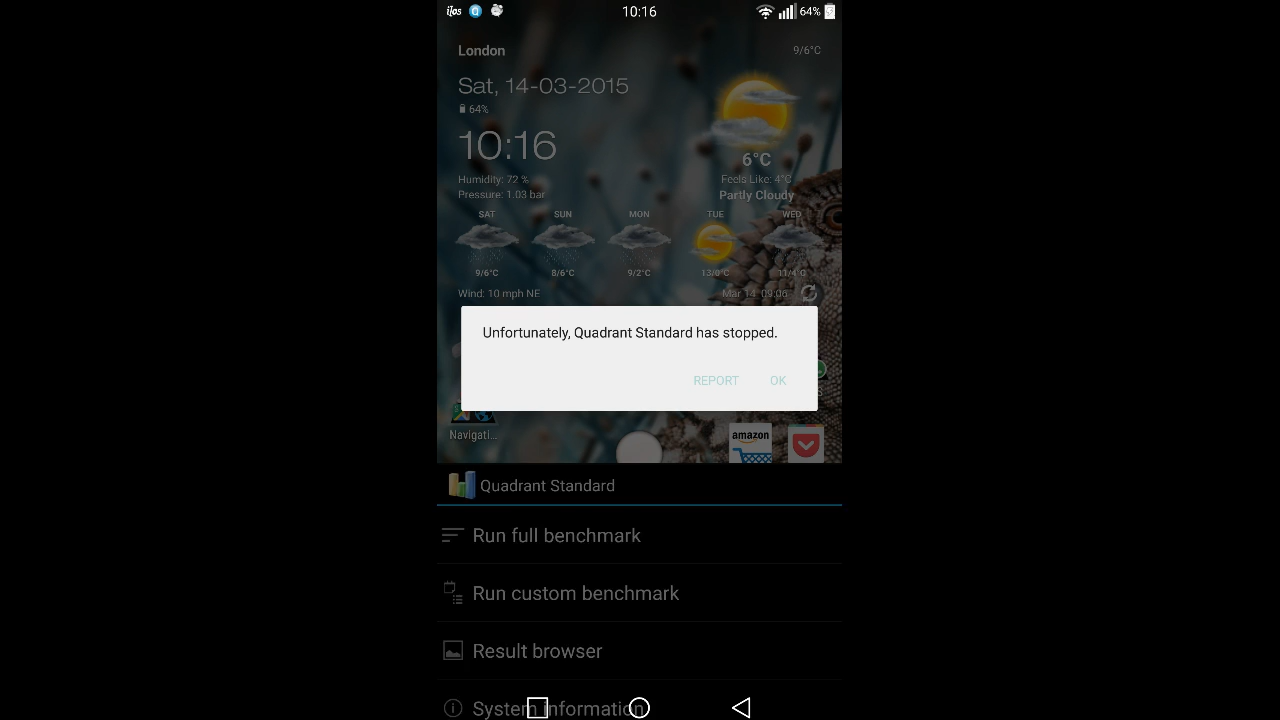 10:16
64%
London
9/6°C
Sat, 14-03-2015
64%
10:16
6°C
Humidity: 72 %
Feels Like: 4°C
Pressure: 1.03 bar
Partly Cloudy
SAT SUN MON TUE WED
9/6°C 8/6°C 9/2°C 13/0°C 11/4°C
Wind: 10 mph NE
Mar 14, 09:06
Unfortunately, Quadrant Standard has stopped.
REPORT OK
Navigati...
amazon
Quadrant Standard
Run full benchmark
Run custom benchmark
Result browser
System information